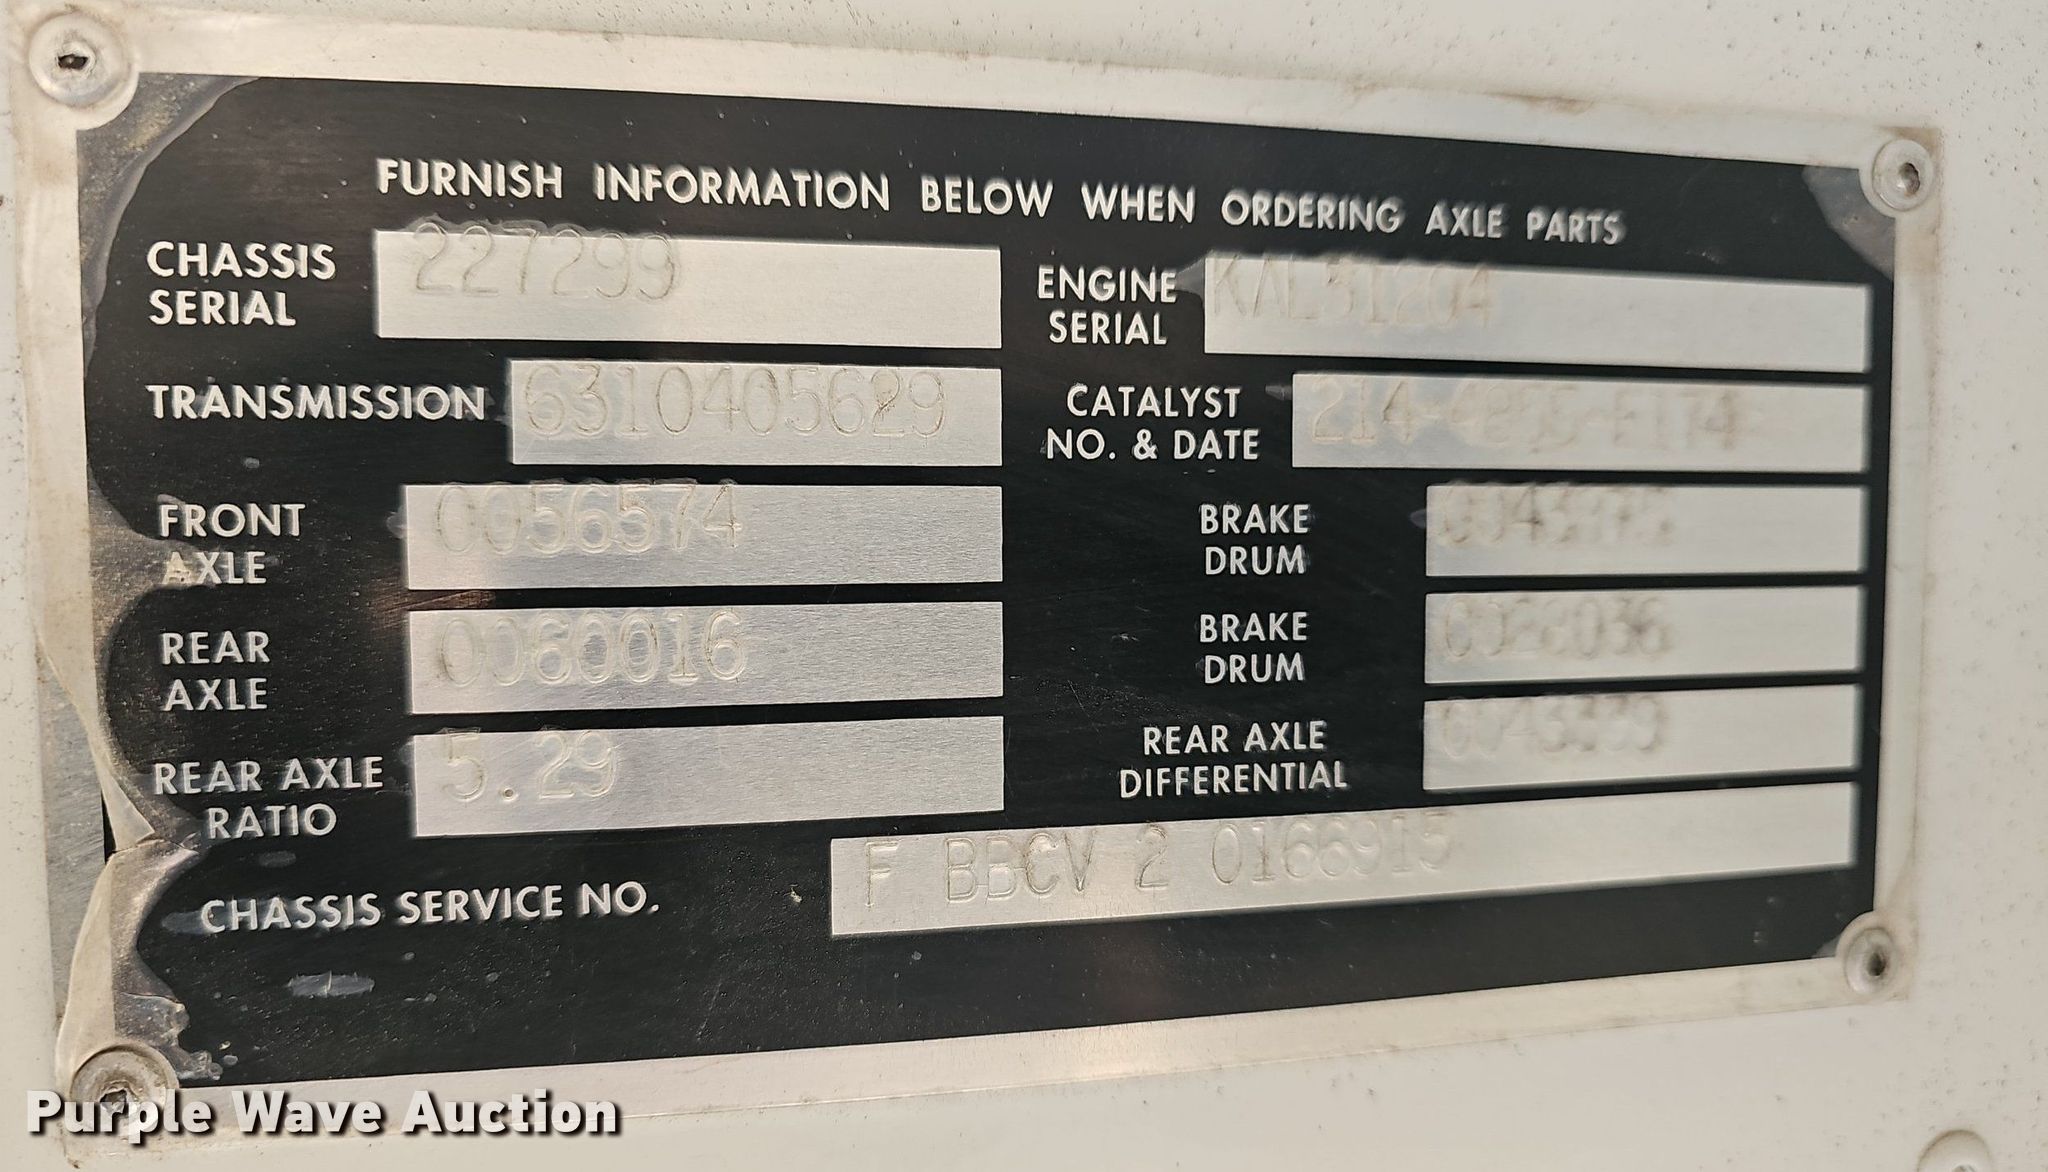 FURNISH INFORMATION BELOW WHEN ORDERING AXLE PARTS
CHASSIS
SERIAL
227299
ENGINE
SERIAL
KAL51204
TRANSMISSION
6310405629
CATALYST
NO. & DATE
FRONT
AXLE
0056574
BRAKE
DRUM
REAR
AXLE
0060016
BRAKE
DRUM
REAR AXLE
RATIO
5.29
REAR AXLE
DIFFERENTIAL
CHASSIS SERVICE NO.
F BBCV 2 0166915
Purple Wave Auction